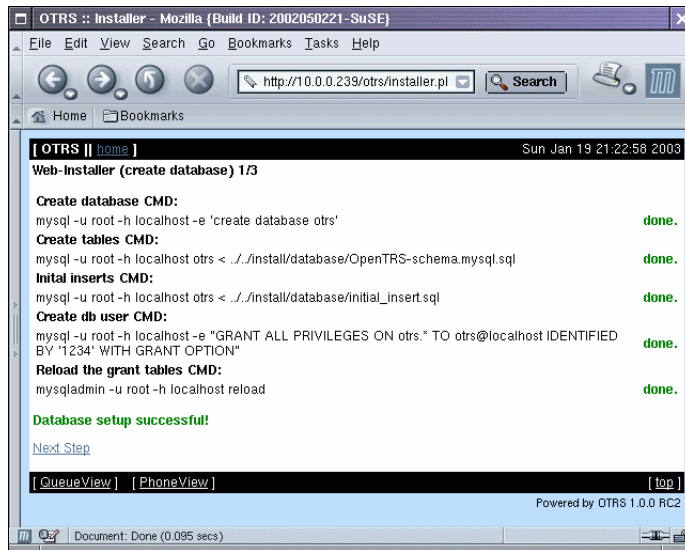 OTRS :: Installer - Mozilla {Build ID: 2002050221-SuSE}
File Edit View Search Go Bookmarks Tasks Help
http://10.0.0.239/otrs/installer.pl Search
Home Bookmarks
[ OTRS || home ] Sun Jan 19 21:22:58 2003
Web-Installer (create database) 1/3
Create database CMD:
mysql -u root -h localhost -e 'create database otrs' done.
Create tables CMD:
mysql -u root -h localhost otrs < ../../install/database/OpenTRS-schema.mysql.sql done.
Inital inserts CMD:
mysql -u root -h localhost otrs < ../../install/database/initial_insert.sql done.
Create db user CMD:
mysql -u root -h localhost -e "GRANT ALL PRIVILEGES ON otrs.* TO otrs@localhost IDENTIFIED
BY '1234' WITH GRANT OPTION" done.
Reload the grant tables CMD:
mysqladmin -u root -h localhost reload done.
Database setup successful!
Next Step
[ QueueView ] [ PhoneView ] [ top ]
Powered by OTRS 1.0.0 RC2
Document: Done (0.095 secs)